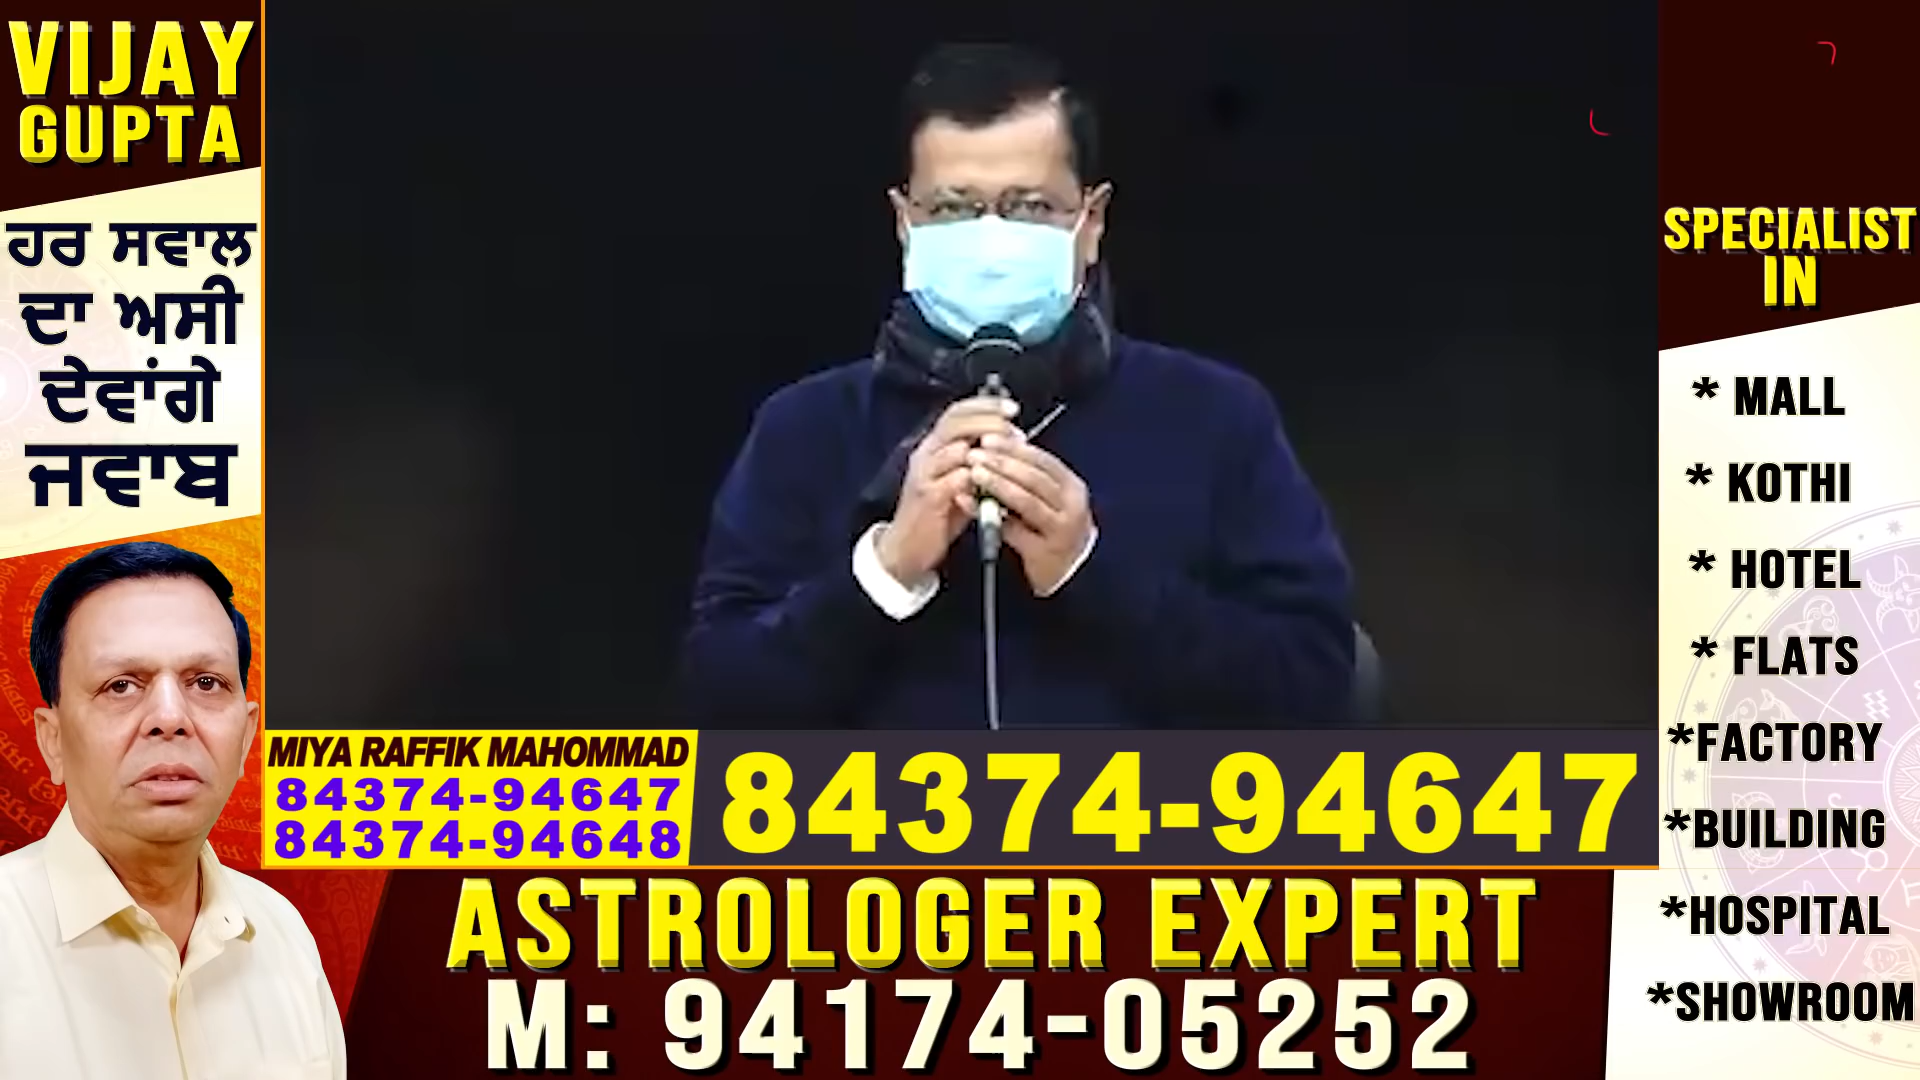 VIJAY
GUPTA
ਹਰ ਸਵਾਲ
ਦਾ ਅਸੀ
ਦੇਵਾਂਗੇ
ਜਵਾਬ
SPECIALIST
IN
* MALL
* KOTHI
* HOTEL
* FLATS
*FACTORY
*BUILDING
*HOSPITAL
*SHOWROOM
MIYA RAFFIK MAHOMMAD
84374-94647
84374-94648
84374-94647
ASTROLOGER EXPERT
M: 94174-05252